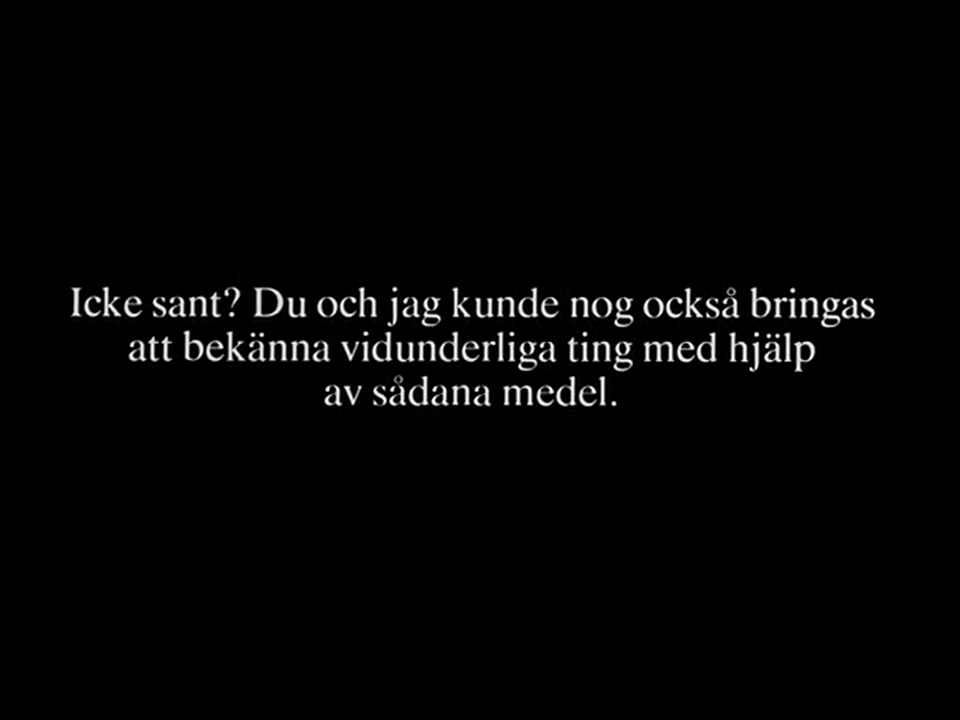 Icke sant? Du och jag kunde nog också bringas
att bekänna vidunderliga ting med hjälp
av sådana medel.